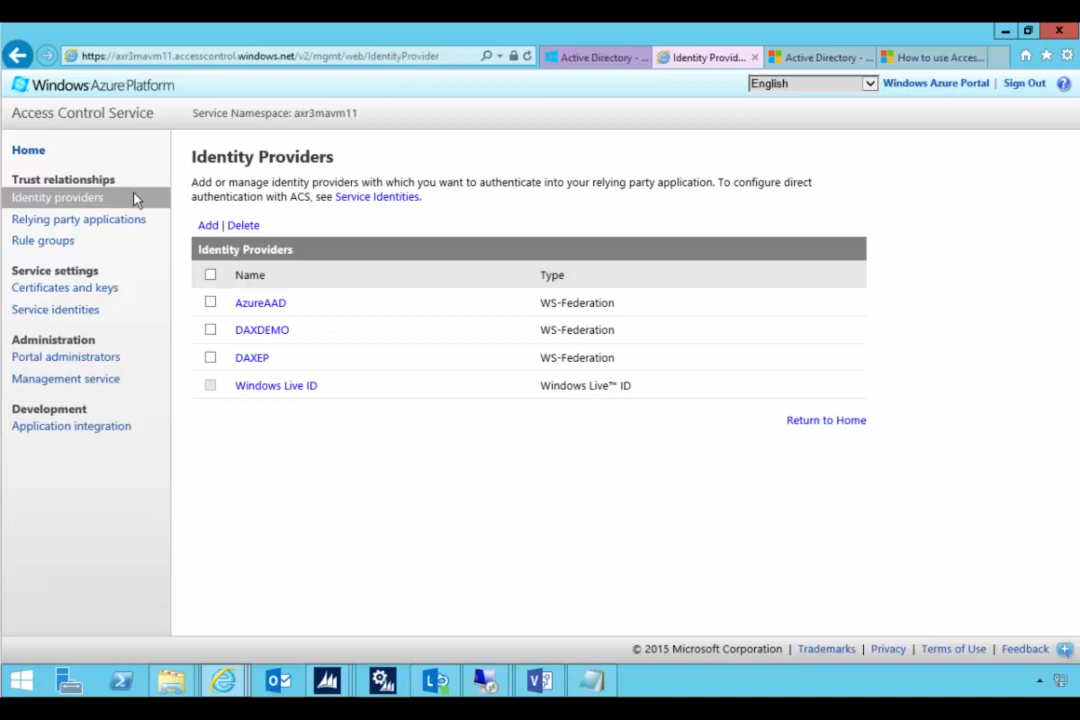 https://axr3mavm11.accesscontrol.windows.net/v2/mgmt/web/IdentityProvider
Active Directory - ...
Identity Provid...
Active Directory - ...
How to use Acces...
Windows Azure Platform
English
Windows Azure Portal | Sign Out
Access Control Service
Service Namespace: axr3mavm11
Home
Trust relationships
Identity providers
Relying party applications
Rule groups
Service settings
Certificates and keys
Service identities
Administration
Portal administrators
Management service
Development
Application integration
Identity Providers
Add or manage identity providers with which you want to authenticate into your relying party application. To configure direct
authentication with ACS, see Service Identities.
Add | Delete
Identity Providers
Name Type
AzureAAD WS-Federation
DAXDEMO WS-Federation
DAXEP WS-Federation
Windows Live ID Windows Live™ ID
Return to Home
© 2015 Microsoft Corporation | Trademarks | Privacy | Terms of Use | Feedback